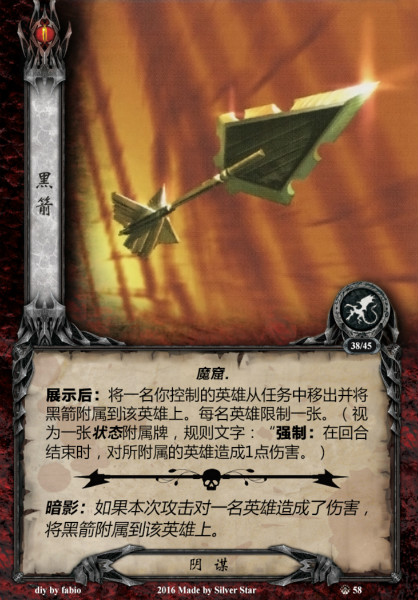 黑箭
38/45
魔窟.
展示后：将一名你控制的英雄从任务中移出并将
黑箭附属到该英雄上。每名英雄限制一张。（视
为一张状态附属牌，规则文字：“强制：在回合
结束时，对所附属的英雄造成1点伤害。）
暗影：如果本次攻击对一名英雄造成了伤害，
将黑箭附属到该英雄上。
阴谋
diy by fabio 2016 Made by Silver Star 58